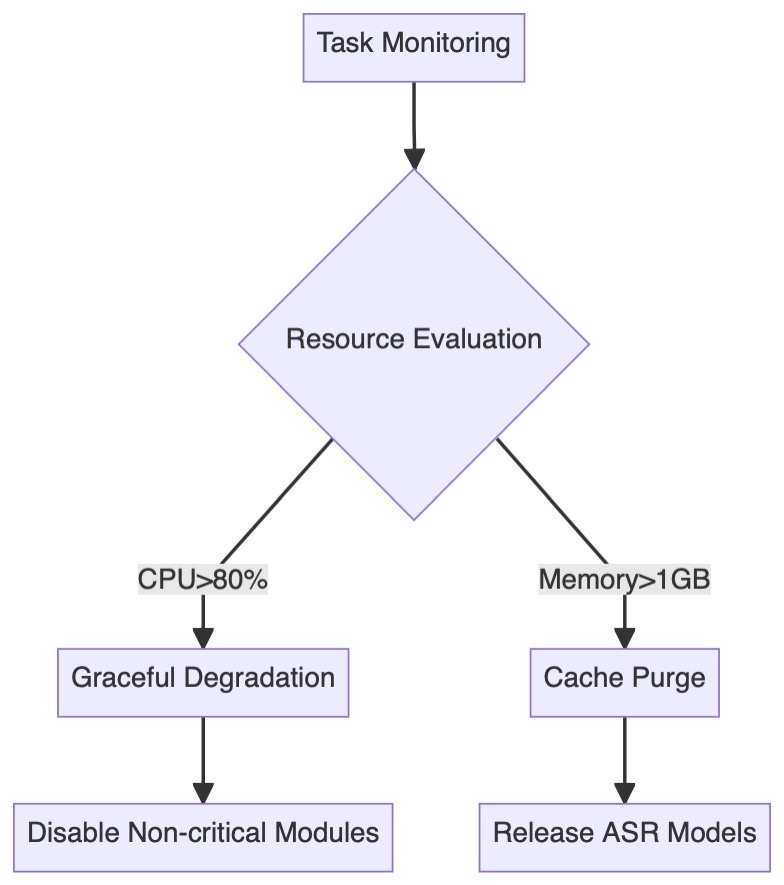 Task Monitoring
Resource Evaluation
CPU>80%
Memory>1GB
Graceful Degradation
Cache Purge
Disable Non-critical Modules
Release ASR Models